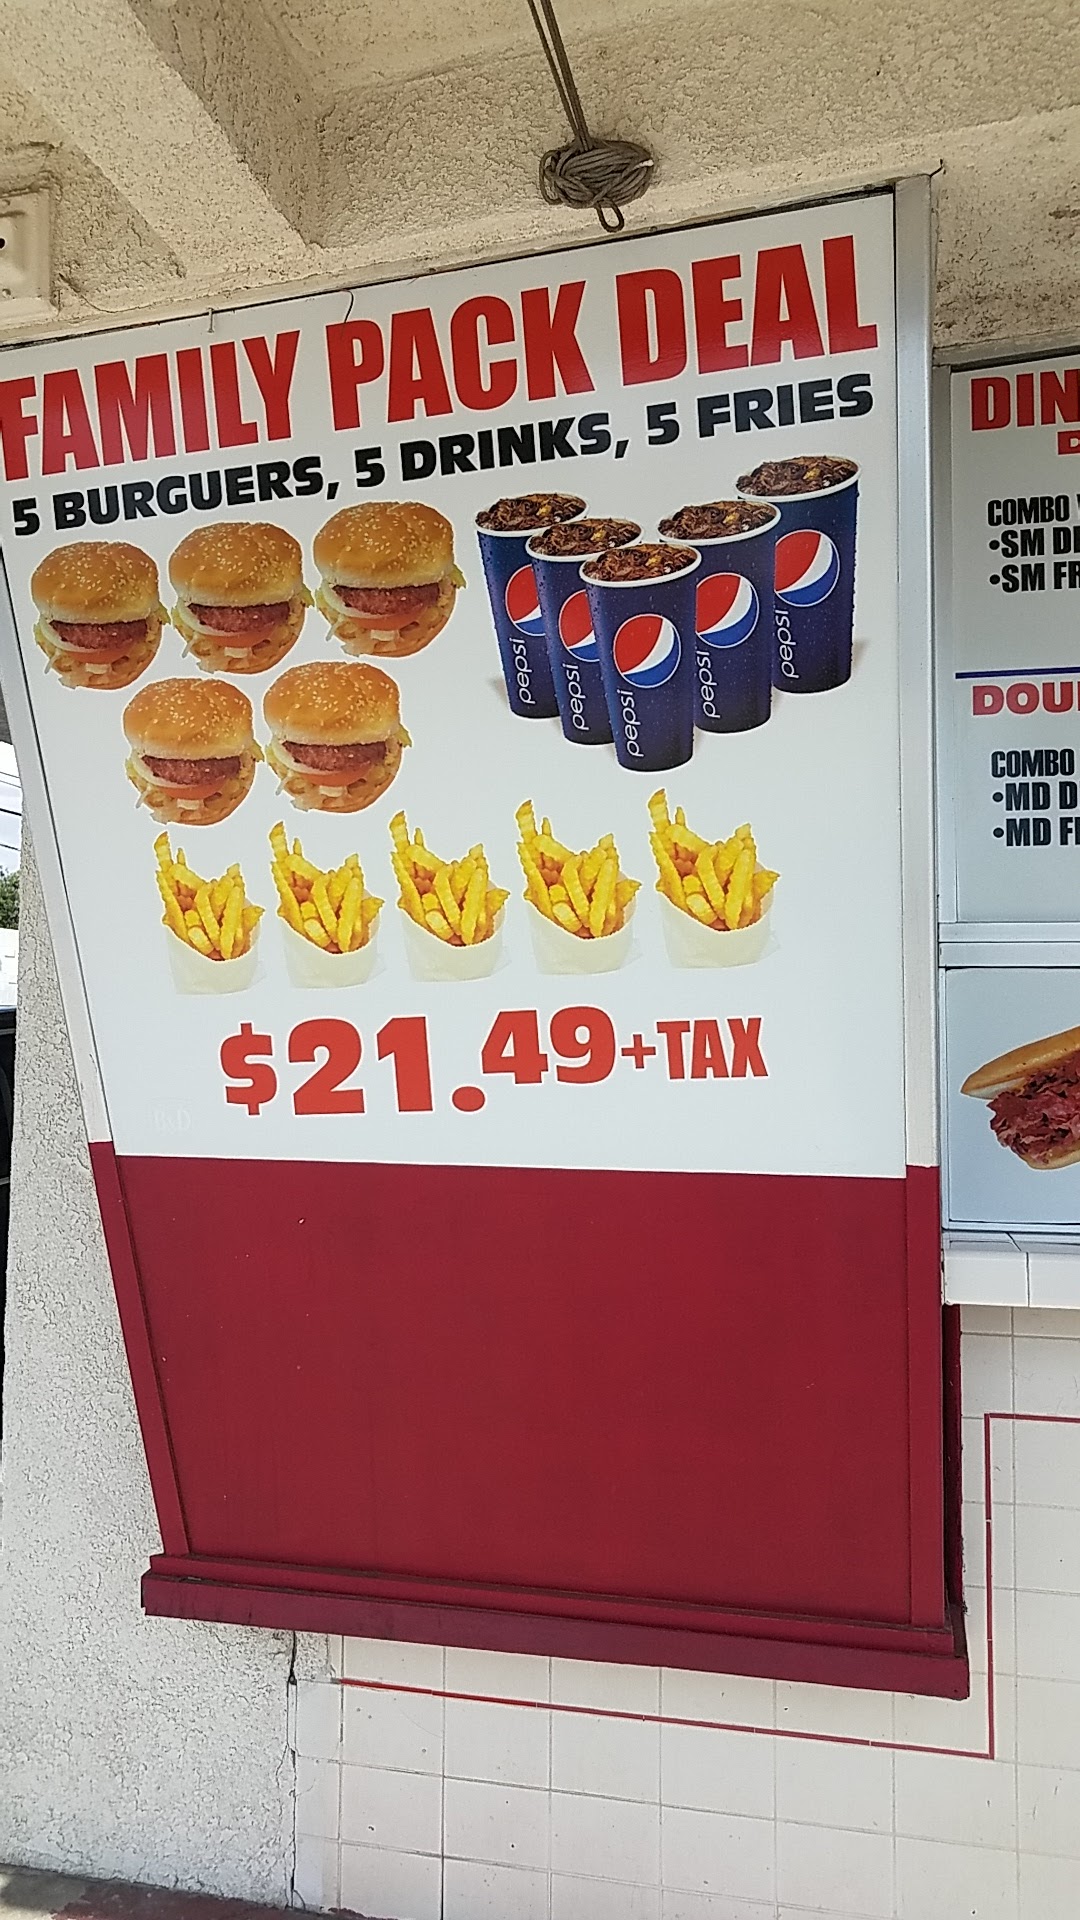 FAMILY PACK DEAL
5 BURGUERS, 5 DRINKS, 5 FRIES
pepsi
pepsi
pepsi
pepsi
pepsi
$21.49+TAX
B&D
COMBO
•SM
•SM
COMBO
•MD
•MD